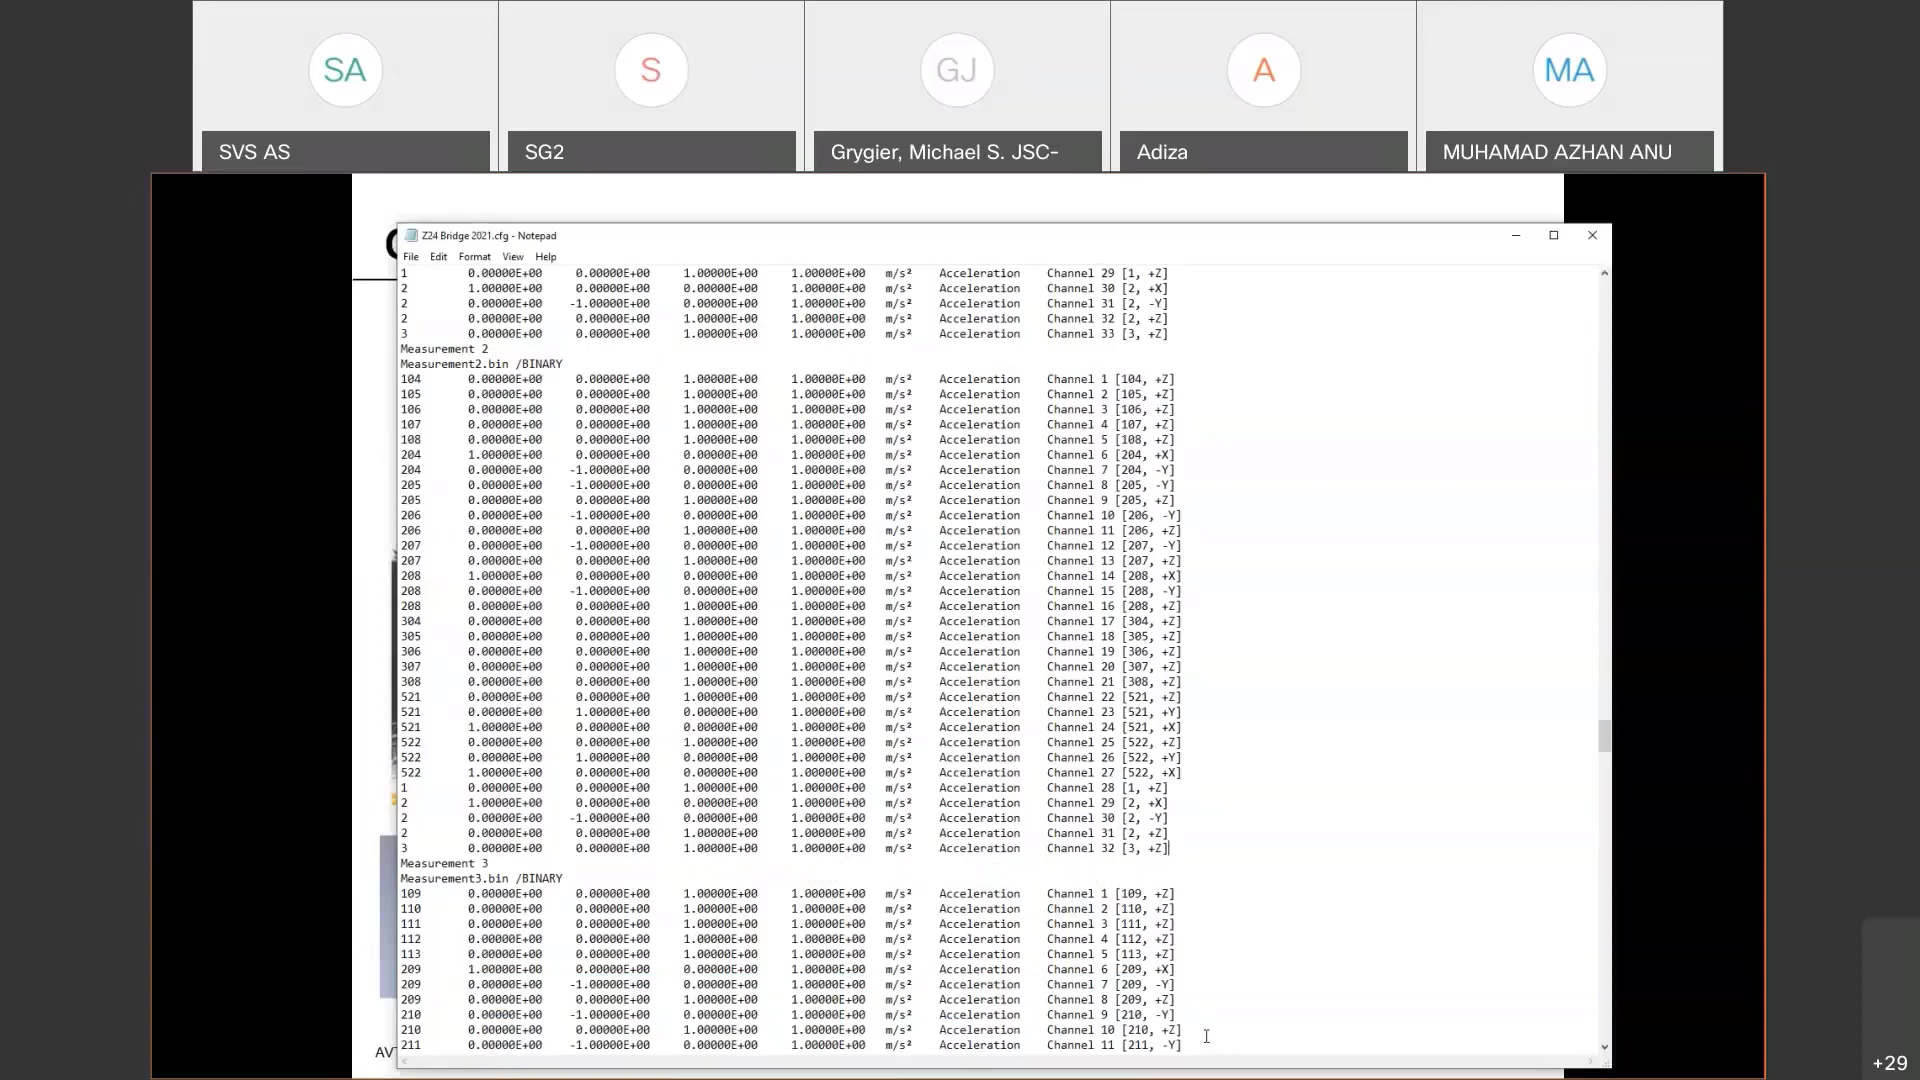 SA
S
GJ
A
MA
SVS AS
SG2
Grygier, Michael S. JSC-
Adiza
MUHAMAD AZHAN ANU
Z24 Bridge 2021.cfg - Notepad
File Edit Format View Help
1 0.00000E+00 0.00000E+00 1.00000E+00 1.00000E+00 m/s² Acceleration Channel 29 [1, +Z]
2 1.00000E+00 0.00000E+00 0.00000E+00 1.00000E+00 m/s² Acceleration Channel 30 [2, +X]
2 0.00000E+00 -1.00000E+00 0.00000E+00 1.00000E+00 m/s² Acceleration Channel 31 [2, -Y]
2 0.00000E+00 0.00000E+00 1.00000E+00 1.00000E+00 m/s² Acceleration Channel 32 [2, +Z]
3 0.00000E+00 0.00000E+00 1.00000E+00 1.00000E+00 m/s² Acceleration Channel 33 [3, +Z]
Measurement 2
Measurement2.bin /BINARY
104 0.00000E+00 0.00000E+00 1.00000E+00 1.00000E+00 m/s² Acceleration Channel 1 [104, +Z]
105 0.00000E+00 0.00000E+00 1.00000E+00 1.00000E+00 m/s² Acceleration Channel 2 [105, +Z]
106 0.00000E+00 0.00000E+00 1.00000E+00 1.00000E+00 m/s² Acceleration Channel 3 [106, +Z]
107 0.00000E+00 0.00000E+00 1.00000E+00 1.00000E+00 m/s² Acceleration Channel 4 [107, +Z]
108 0.00000E+00 0.00000E+00 1.00000E+00 1.00000E+00 m/s² Acceleration Channel 5 [108, +Z]
204 1.00000E+00 0.00000E+00 0.00000E+00 1.00000E+00 m/s² Acceleration Channel 6 [204, +X]
204 0.00000E+00 -1.00000E+00 0.00000E+00 1.00000E+00 m/s² Acceleration Channel 7 [204, -Y]
205 0.00000E+00 -1.00000E+00 0.00000E+00 1.00000E+00 m/s² Acceleration Channel 8 [205, -Y]
205 0.00000E+00 0.00000E+00 1.00000E+00 1.00000E+00 m/s² Acceleration Channel 9 [205, +Z]
206 0.00000E+00 -1.00000E+00 0.00000E+00 1.00000E+00 m/s² Acceleration Channel 10 [206, -Y]
206 0.00000E+00 0.00000E+00 1.00000E+00 1.00000E+00 m/s² Acceleration Channel 11 [206, +Z]
207 0.00000E+00 -1.00000E+00 0.00000E+00 1.00000E+00 m/s² Acceleration Channel 12 [207, -Y]
207 0.00000E+00 0.00000E+00 1.00000E+00 1.00000E+00 m/s² Acceleration Channel 13 [207, +Z]
208 1.00000E+00 0.00000E+00 0.00000E+00 1.00000E+00 m/s² Acceleration Channel 14 [208, +X]
208 0.00000E+00 -1.00000E+00 0.00000E+00 1.00000E+00 m/s² Acceleration Channel 15 [208, -Y]
208 0.00000E+00 0.00000E+00 1.00000E+00 1.00000E+00 m/s² Acceleration Channel 16 [208, +Z]
304 0.00000E+00 0.00000E+00 1.00000E+00 1.00000E+00 m/s² Acceleration Channel 17 [304, +Z]
305 0.00000E+00 0.00000E+00 1.00000E+00 1.00000E+00 m/s² Acceleration Channel 18 [305, +Z]
306 0.00000E+00 0.00000E+00 1.00000E+00 1.00000E+00 m/s² Acceleration Channel 19 [306, +Z]
307 0.00000E+00 0.00000E+00 1.00000E+00 1.00000E+00 m/s² Acceleration Channel 20 [307, +Z]
308 0.00000E+00 0.00000E+00 1.00000E+00 1.00000E+00 m/s² Acceleration Channel 21 [308, +Z]
521 0.00000E+00 0.00000E+00 1.00000E+00 1.00000E+00 m/s² Acceleration Channel 22 [521, +Z]
521 0.00000E+00 1.00000E+00 0.00000E+00 1.00000E+00 m/s² Acceleration Channel 23 [521, +Y]
521 1.00000E+00 0.00000E+00 0.00000E+00 1.00000E+00 m/s² Acceleration Channel 24 [521, +X]
522 0.00000E+00 0.00000E+00 1.00000E+00 1.00000E+00 m/s² Acceleration Channel 25 [522, +Z]
522 0.00000E+00 1.00000E+00 0.00000E+00 1.00000E+00 m/s² Acceleration Channel 26 [522, +Y]
522 1.00000E+00 0.00000E+00 0.00000E+00 1.00000E+00 m/s² Acceleration Channel 27 [522, +X]
1 0.00000E+00 0.00000E+00 1.00000E+00 1.00000E+00 m/s² Acceleration Channel 28 [1, +Z]
2 1.00000E+00 0.00000E+00 0.00000E+00 1.00000E+00 m/s² Acceleration Channel 29 [2, +X]
2 0.00000E+00 -1.00000E+00 0.00000E+00 1.00000E+00 m/s² Acceleration Channel 30 [2, -Y]
2 0.00000E+00 0.00000E+00 1.00000E+00 1.00000E+00 m/s² Acceleration Channel 31 [2, +Z]
3 0.00000E+00 0.00000E+00 1.00000E+00 1.00000E+00 m/s² Acceleration Channel 32 [3, +Z]
Measurement 3
Measurement3.bin /BINARY
109 0.00000E+00 0.00000E+00 1.00000E+00 1.00000E+00 m/s² Acceleration Channel 1 [109, +Z]
110 0.00000E+00 0.00000E+00 1.00000E+00 1.00000E+00 m/s² Acceleration Channel 2 [110, +Z]
111 0.00000E+00 0.00000E+00 1.00000E+00 1.00000E+00 m/s² Acceleration Channel 3 [111, +Z]
112 0.00000E+00 0.00000E+00 1.00000E+00 1.00000E+00 m/s² Acceleration Channel 4 [112, +Z]
113 0.00000E+00 0.00000E+00 1.00000E+00 1.00000E+00 m/s² Acceleration Channel 5 [113, +Z]
209 1.00000E+00 0.00000E+00 0.00000E+00 1.00000E+00 m/s² Acceleration Channel 6 [209, +X]
209 0.00000E+00 -1.00000E+00 0.00000E+00 1.00000E+00 m/s² Acceleration Channel 7 [209, -Y]
209 0.00000E+00 0.00000E+00 1.00000E+00 1.00000E+00 m/s² Acceleration Channel 8 [209, +Z]
210 0.00000E+00 -1.00000E+00 0.00000E+00 1.00000E+00 m/s² Acceleration Channel 9 [210, -Y]
210 0.00000E+00 0.00000E+00 1.00000E+00 1.00000E+00 m/s² Acceleration Channel 10 [210, +Z]
211 0.00000E+00 -1.00000E+00 0.00000E+00 1.00000E+00 m/s² Acceleration Channel 11 [211, -Y]
+29